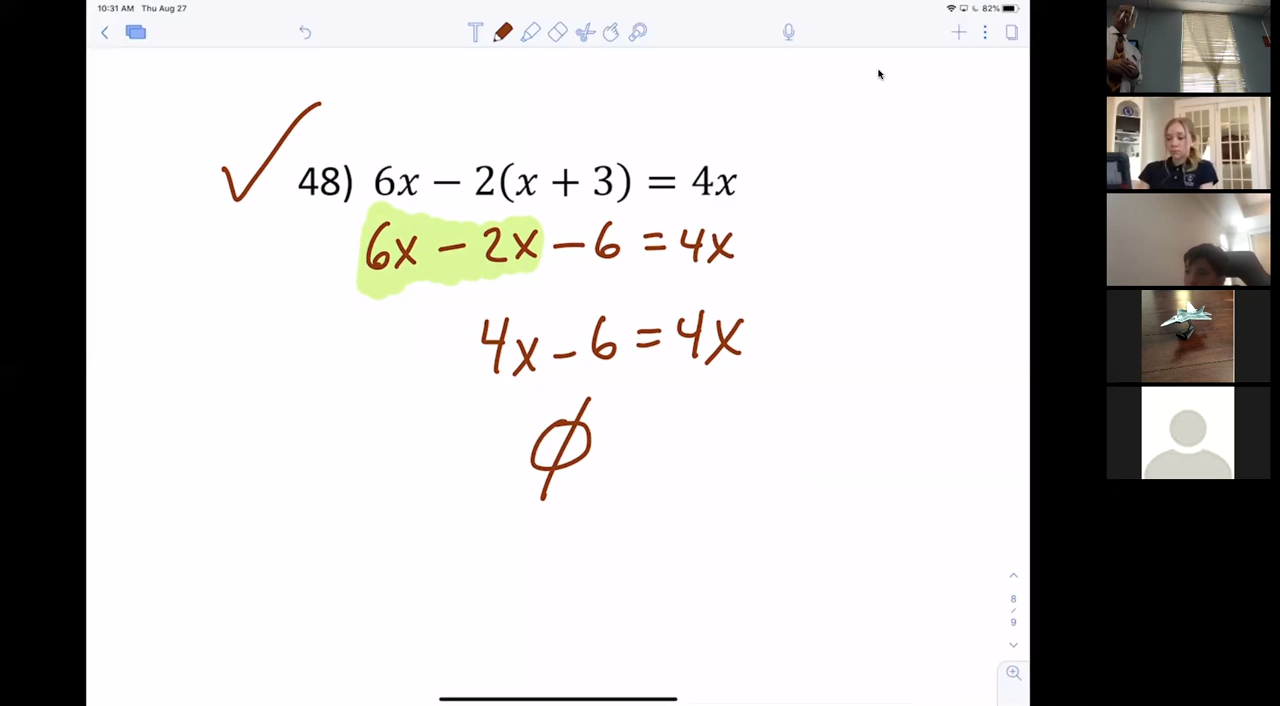 10:31 AM Thu Aug 27
82%
T
48) 6x − 2(x + 3) = 4x
6x − 2x − 6 = 4x
4x − 6 = 4x
∅
8
/
9